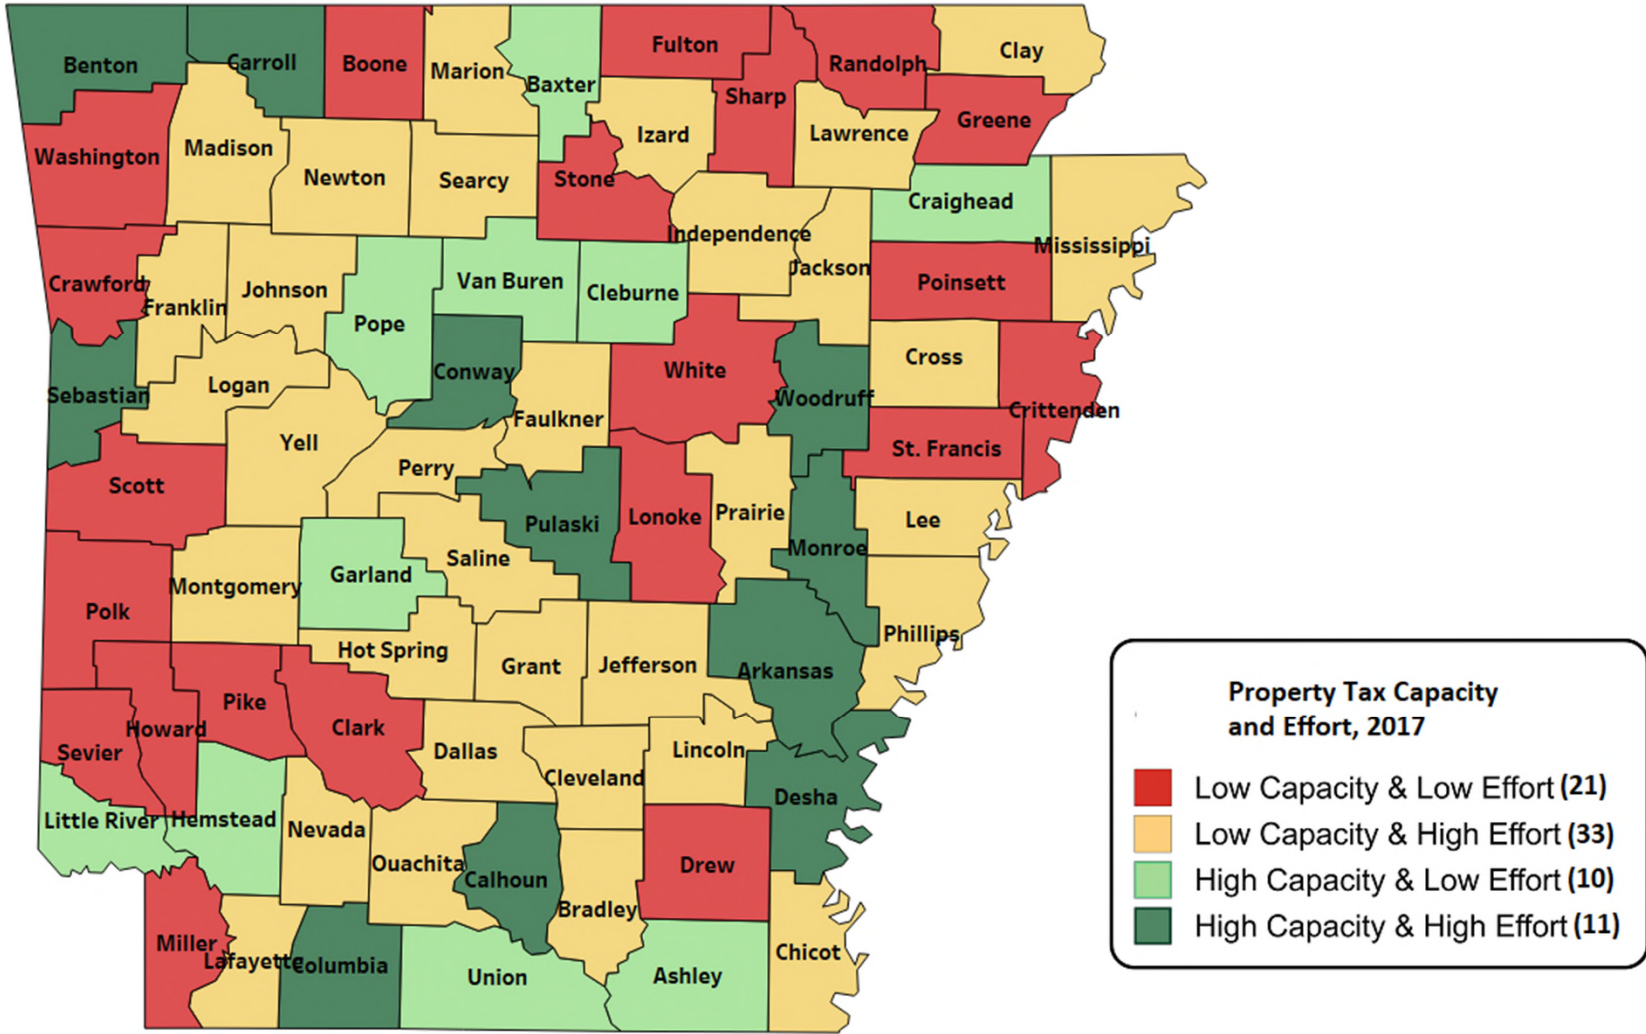 Benton
Carroll
Boone
Marion
Baxter
Fulton
Sharp
Randolph
Clay
Washington
Madison
Newton
Searcy
Stone
Izard
Lawrence
Greene
Craighead
Mississippi
Crawford
Franklin
Johnson
Pope
Van Buren
Cleburne
Independence
Jackson
Poinsett
Sebastian
Logan
Conway
Faulkner
White
Woodruff
Cross
Crittenden
Scott
Yell
Perry
Pulaski
Lonoke
Prairie
Monroe
St. Francis
Lee
Polk
Montgomery
Garland
Saline
Hot Spring
Grant
Jefferson
Arkansas
Phillips
Sevier
Howard
Pike
Clark
Dallas
Cleveland
Lincoln
Desha
Little River
Hemstead
Nevada
Ouachita
Calhoun
Bradley
Drew
Chicot
Miller
Lafayette
Columbia
Union
Ashley
Property Tax Capacity
and Effort, 2017
Low Capacity & Low Effort (21)
Low Capacity & High Effort (33)
High Capacity & Low Effort (10)
High Capacity & High Effort (11)